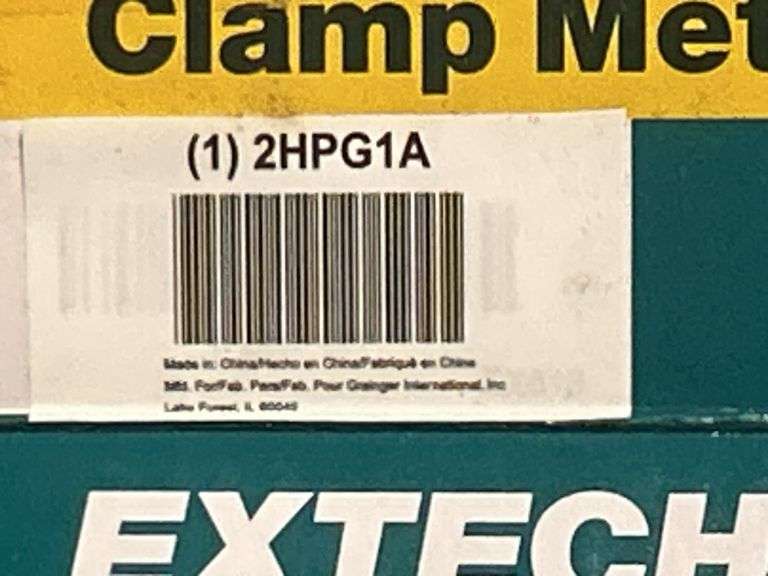 Clamp Met
(1) 2HPG1A
Made in: China/Hecho en China/Fabriqué en Chine
Mfd. For/Fab. Para/Fab. Pour Grainger International, Inc
Lake Forest, IL 60045
EXTECH